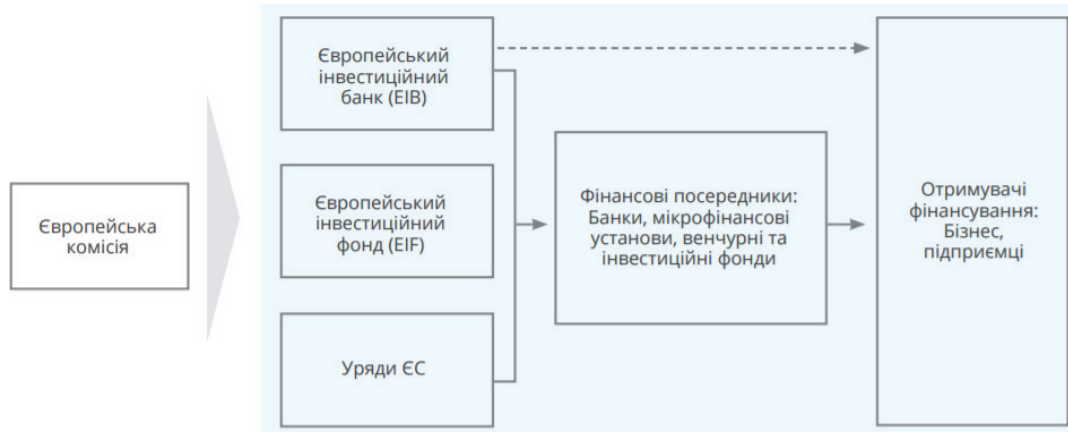 Європейська
комісія
Європейський
інвестиційний
банк (EIB)
Європейський
інвестиційний
фонд (EIF)
Уряди ЄС
Фінансові посередники:
Банки, мікрофінансові
установи, венчурні та
інвестиційні фонди
Отримувачі
фінансування:
Бізнес,
підприємці